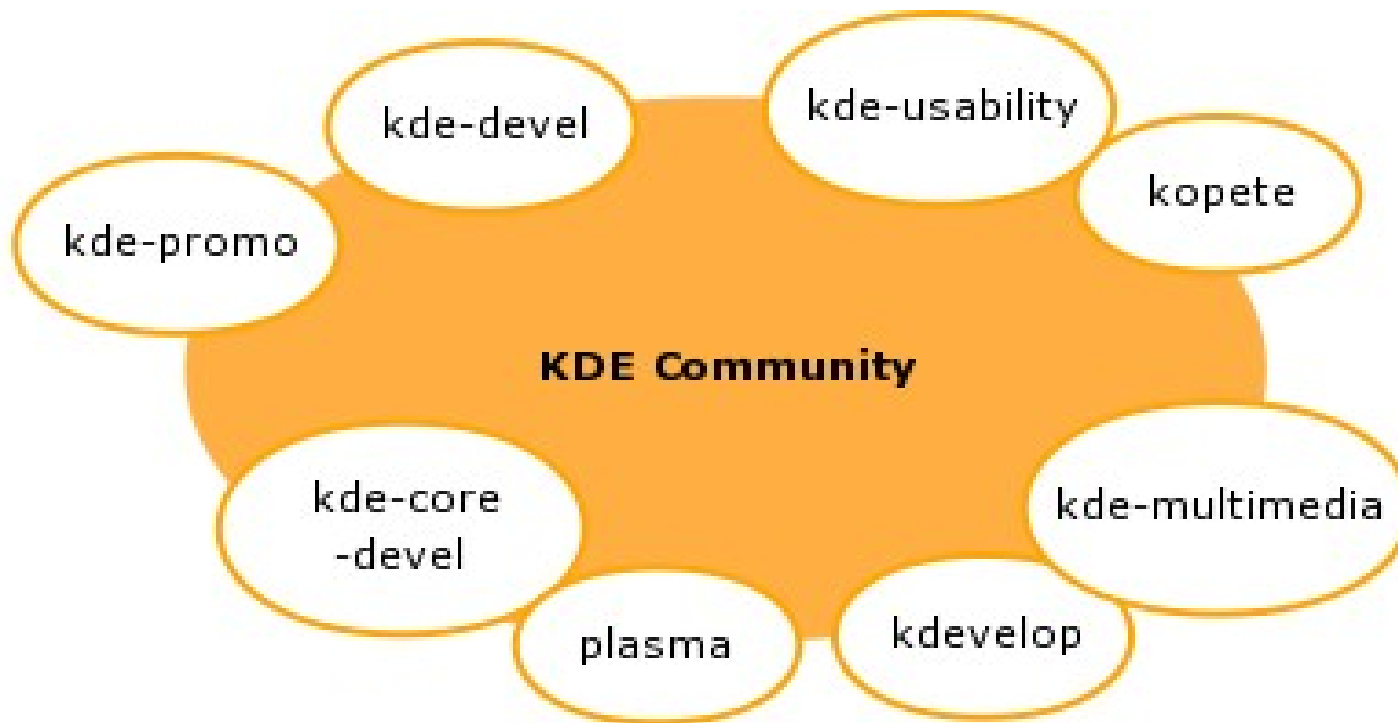 kde-devel
kde-usability
kopete
kde-promo
KDE Community
kde-core
-devel
kde-multimedia
plasma
kdevelop